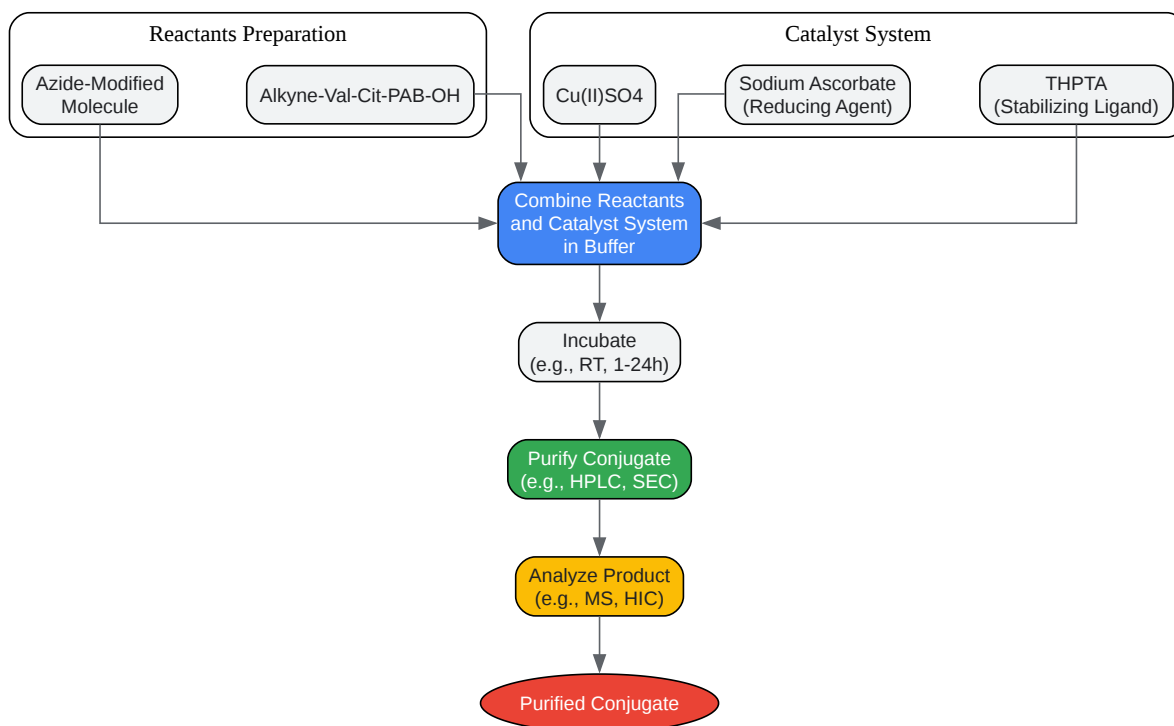 Reactants Preparation
Catalyst System
Azide-Modified
Molecule
Alkyne-Val-Cit-PAB-OH
Cu(II)SO4
Sodium Ascorbate
(Reducing Agent)
THPTA
(Stabilizing Ligand)
Combine Reactants
and Catalyst System
in Buffer
Incubate
(e.g., RT, 1-24h)
Purify Conjugate
(e.g., HPLC, SEC)
Analyze Product
(e.g., MS, HIC)
Purified Conjugate